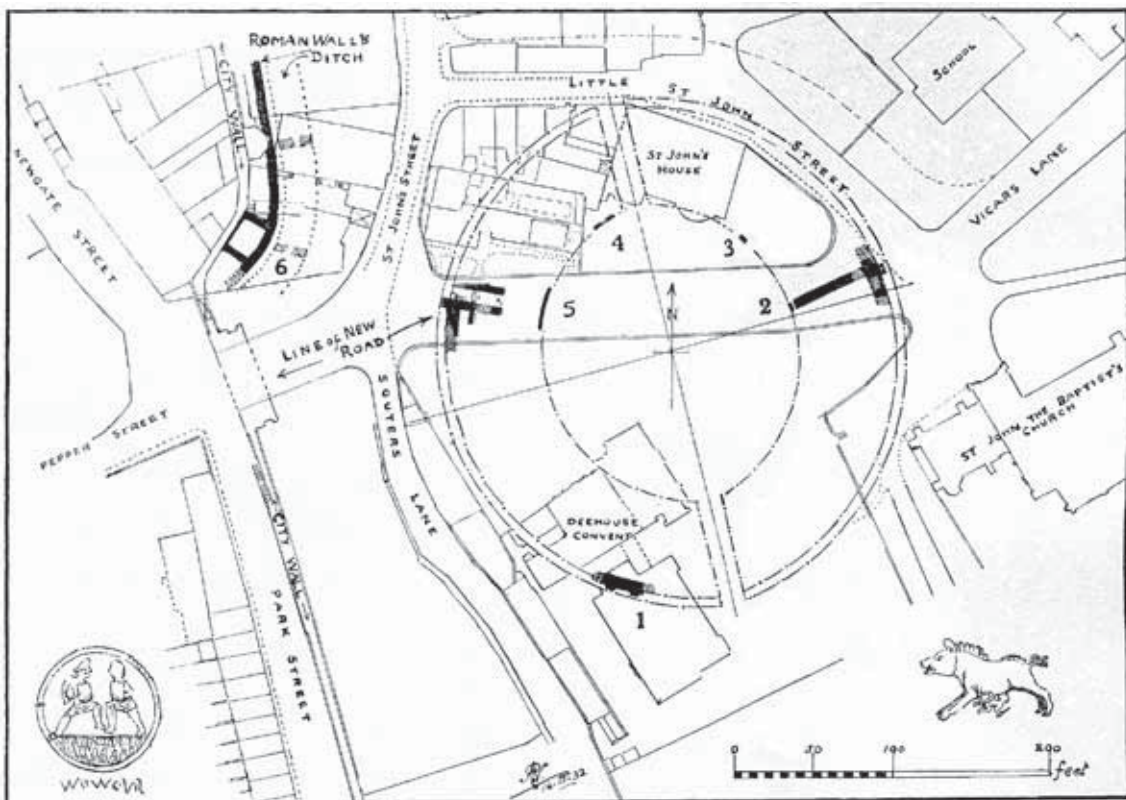 ROMAN WALL &
DITCH
CITY WALL
NEWGATE
STREET
ST JOHNS STREET
LITTLE
ST JOHN
STREET
ST JOHN'S
HOUSE
SCHOOL
VICARS LANE
4
3
6
5
2
N
LINE OF NEW
ROAD
PEPPER STREET
SOUTERS
LANE
ST JOHN THE BAPTIST'S
CHURCH
DEEHOUSE
CONVENT
CITY WALL
PARK STREET
1
0 50 100 200
feet